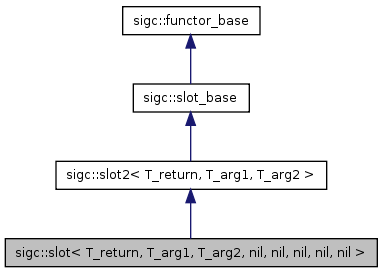 sigc::functor_base
sigc::slot_base
sigc::slot2< T_return, T_arg1, T_arg2 >
sigc::slot< T_return, T_arg1, T_arg2, nil, nil, nil, nil, nil >